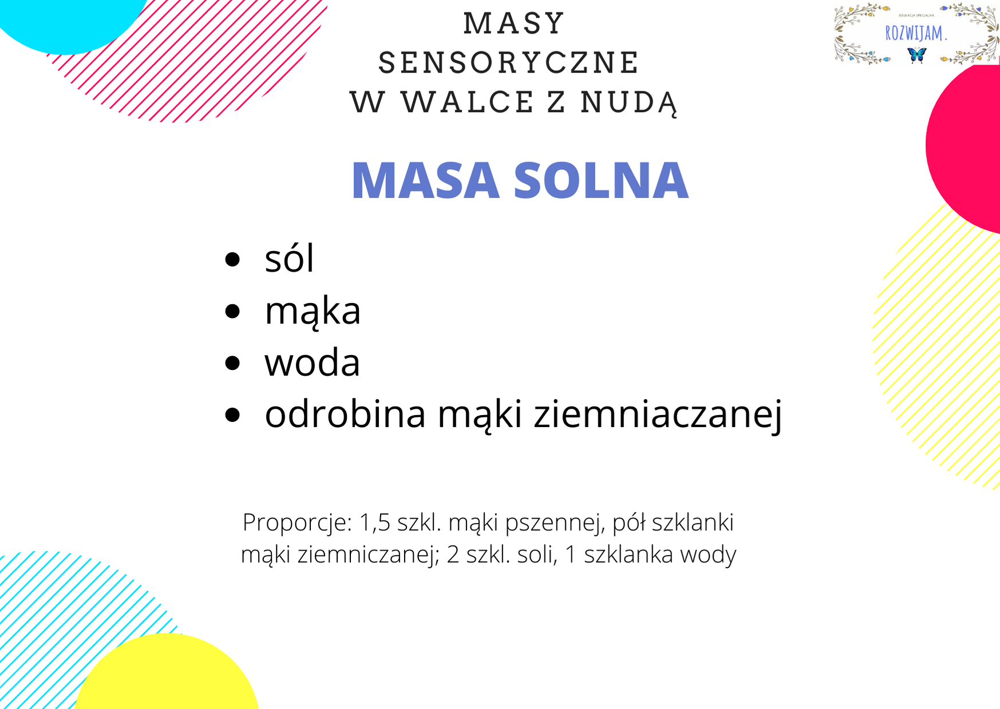 MASY
SENSORYCZNE
W WALCE Z NUDĄ
EDUKACJA SPECJALNA.
ROZWIJAM.
MASA SOLNA
• sól
• mąka
• woda
• odrobina mąki ziemniaczanej
Proporcje: 1,5 szkl. mąki pszennej, pół szklanki
mąki ziemniczanej; 2 szkl. soli, 1 szklanka wody